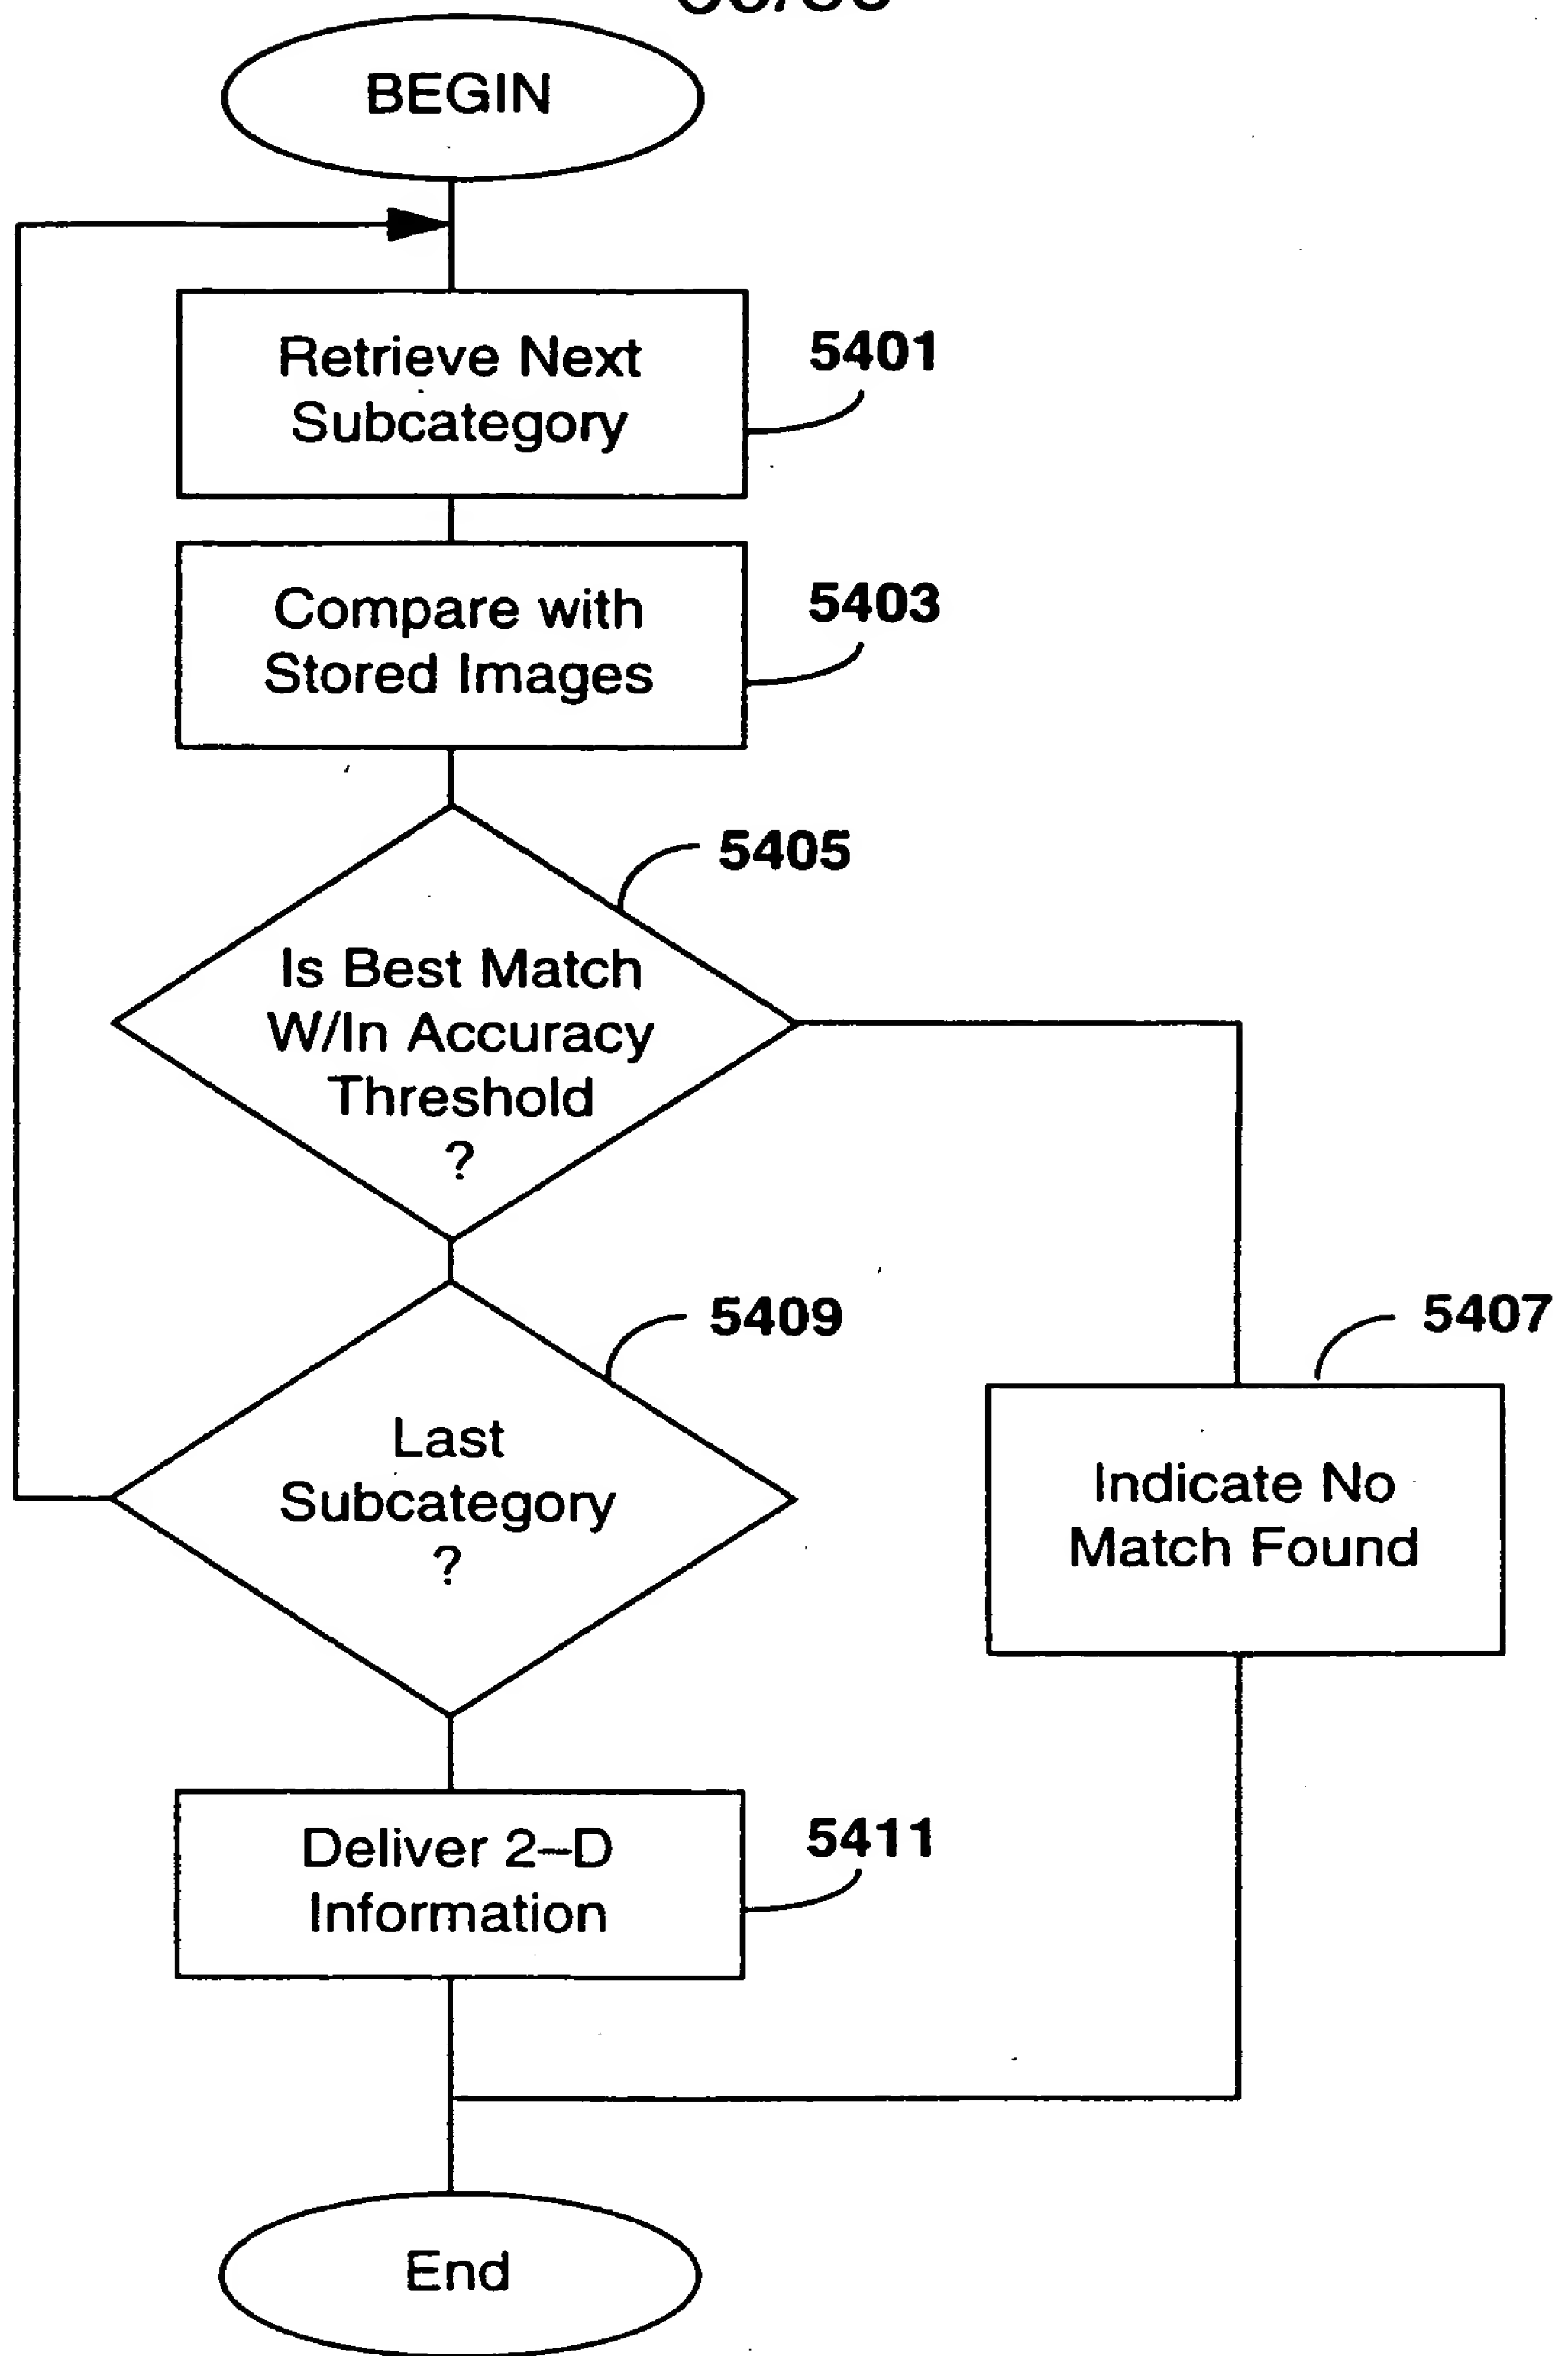 BEGIN
Retrieve Next
Subcategory
5401
Compare with
Stored Images
5403
5405
Is Best Match
W/In Accuracy
Threshold
?
5409
Last
Subcategory
?
5407
Indicate No
Match Found
Deliver 2–D
Information
5411
End